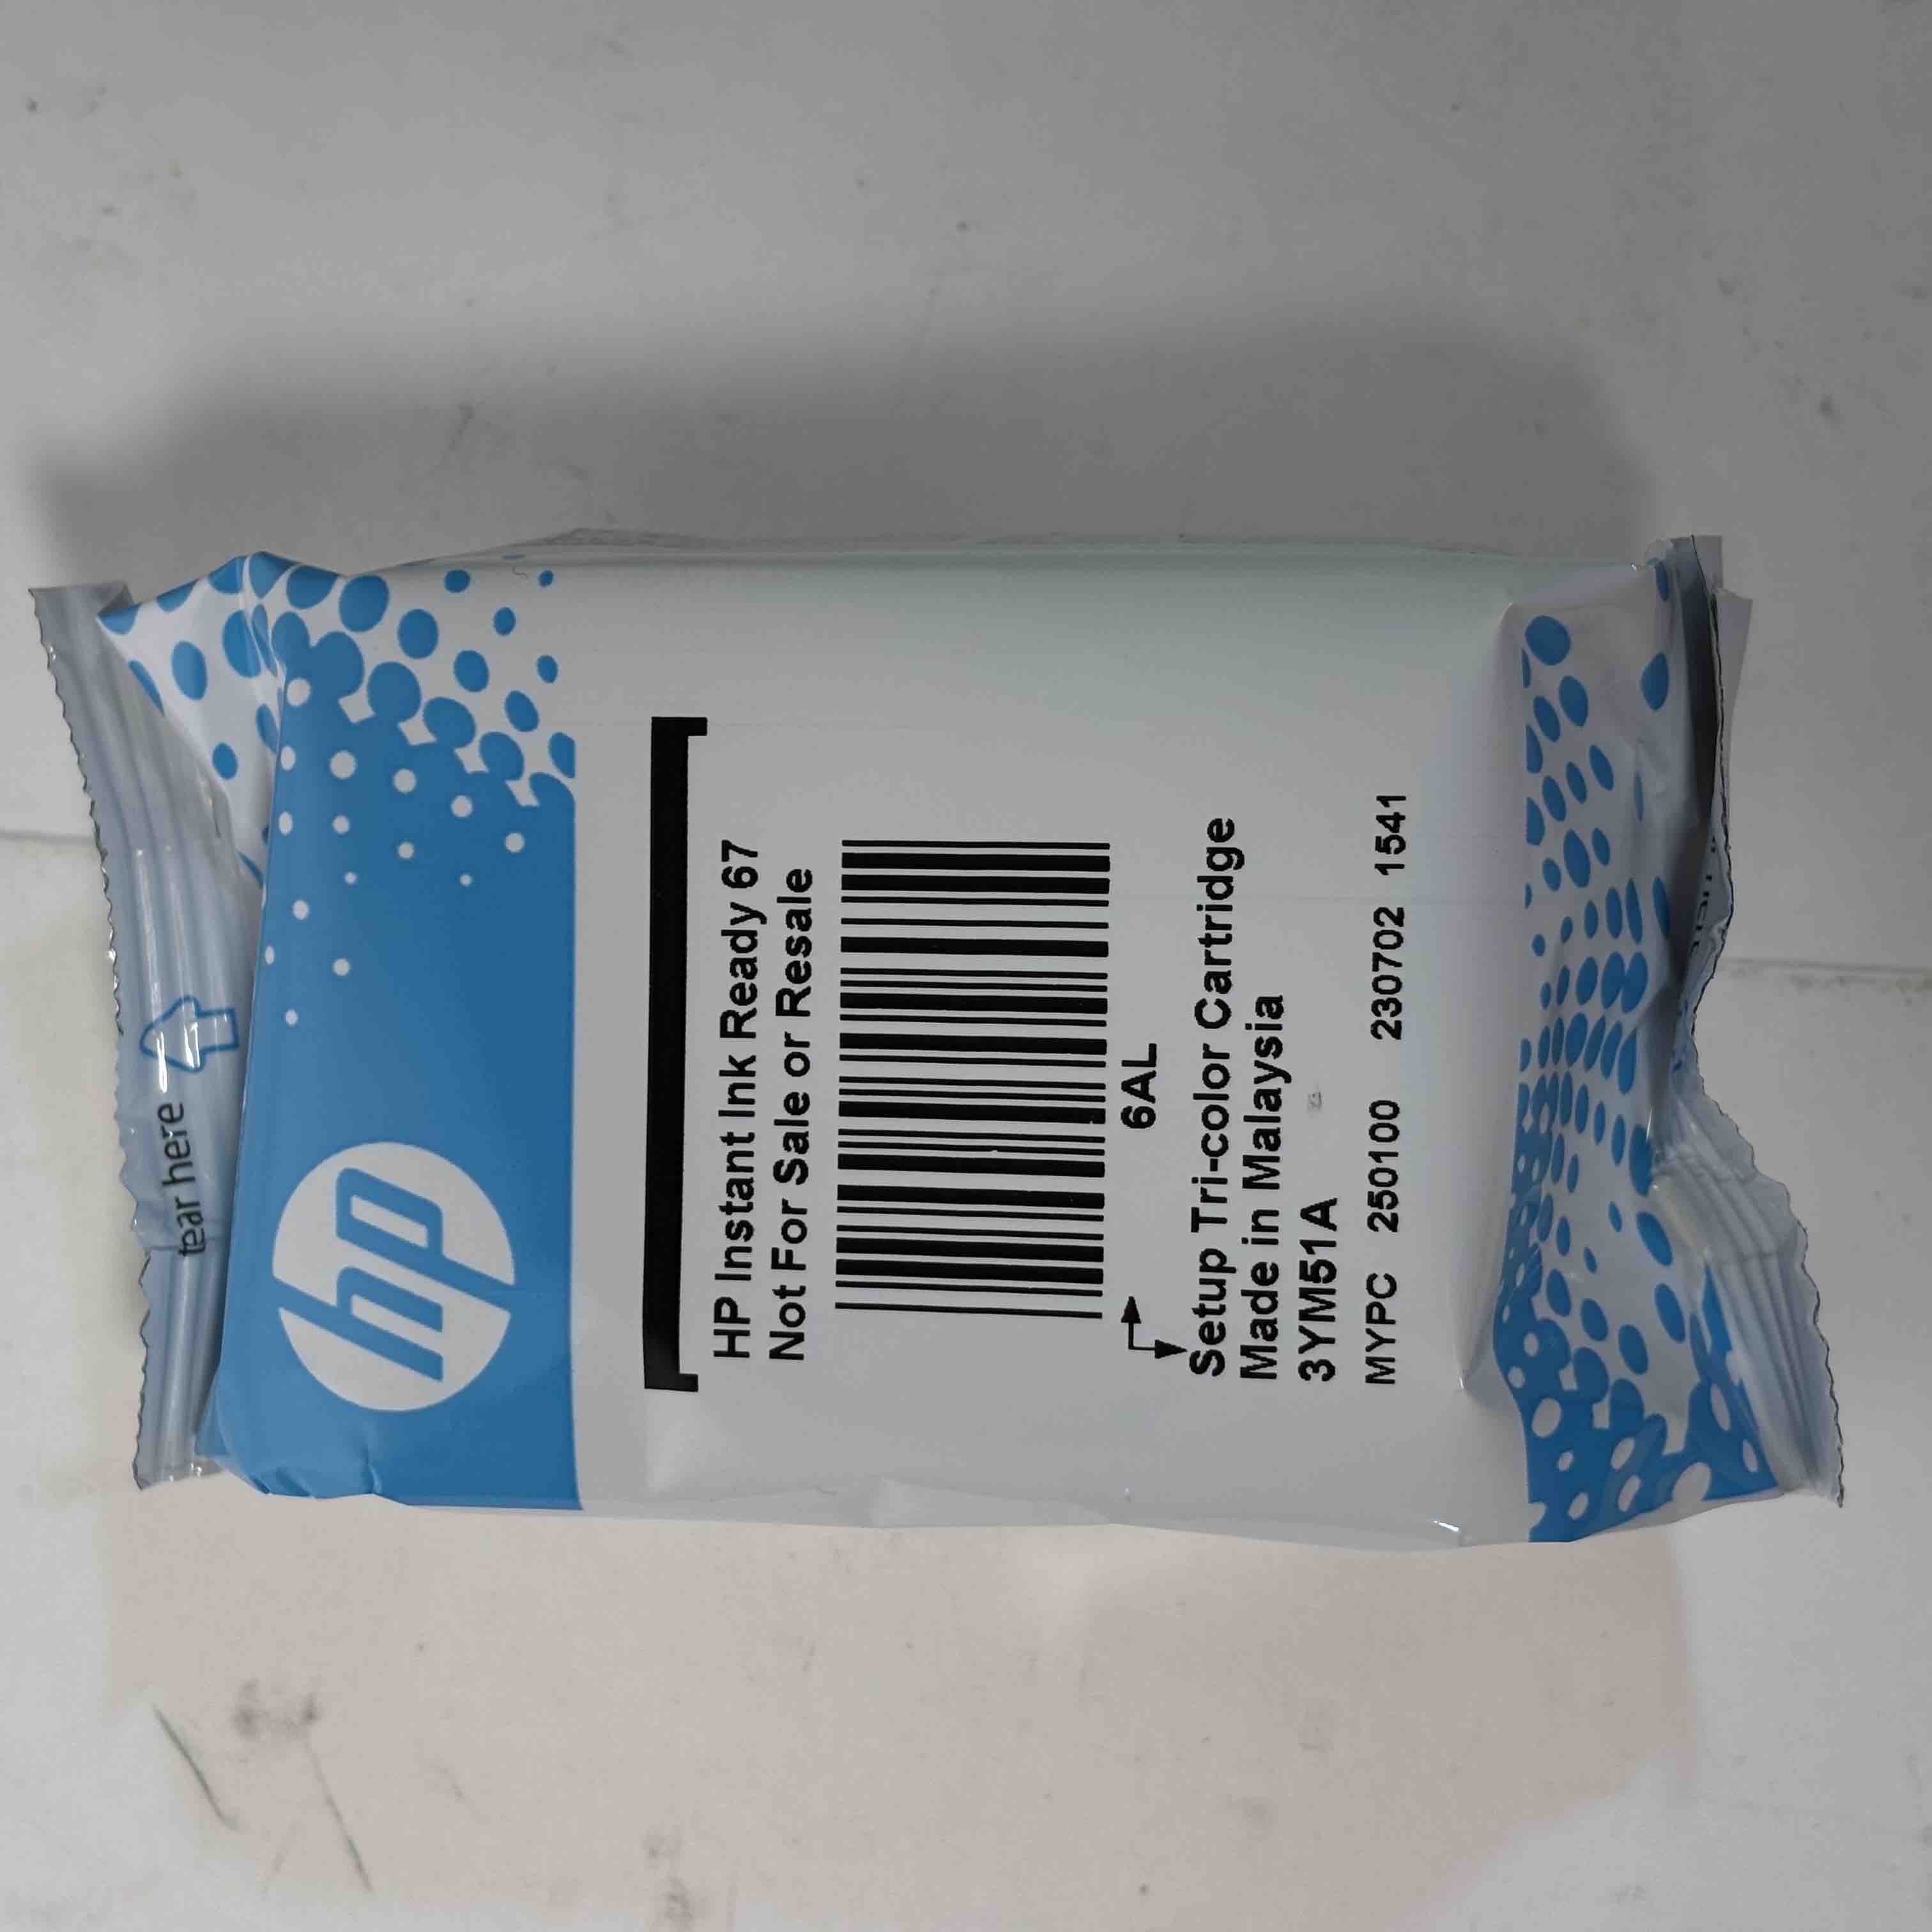 tear here
hp
HP Instant Ink Ready 67
Not For Sale or Resale
6AL
Setup Tri-color Cartridge
Made in Malaysia
3YM51A
MYPC 250100 230702 1541